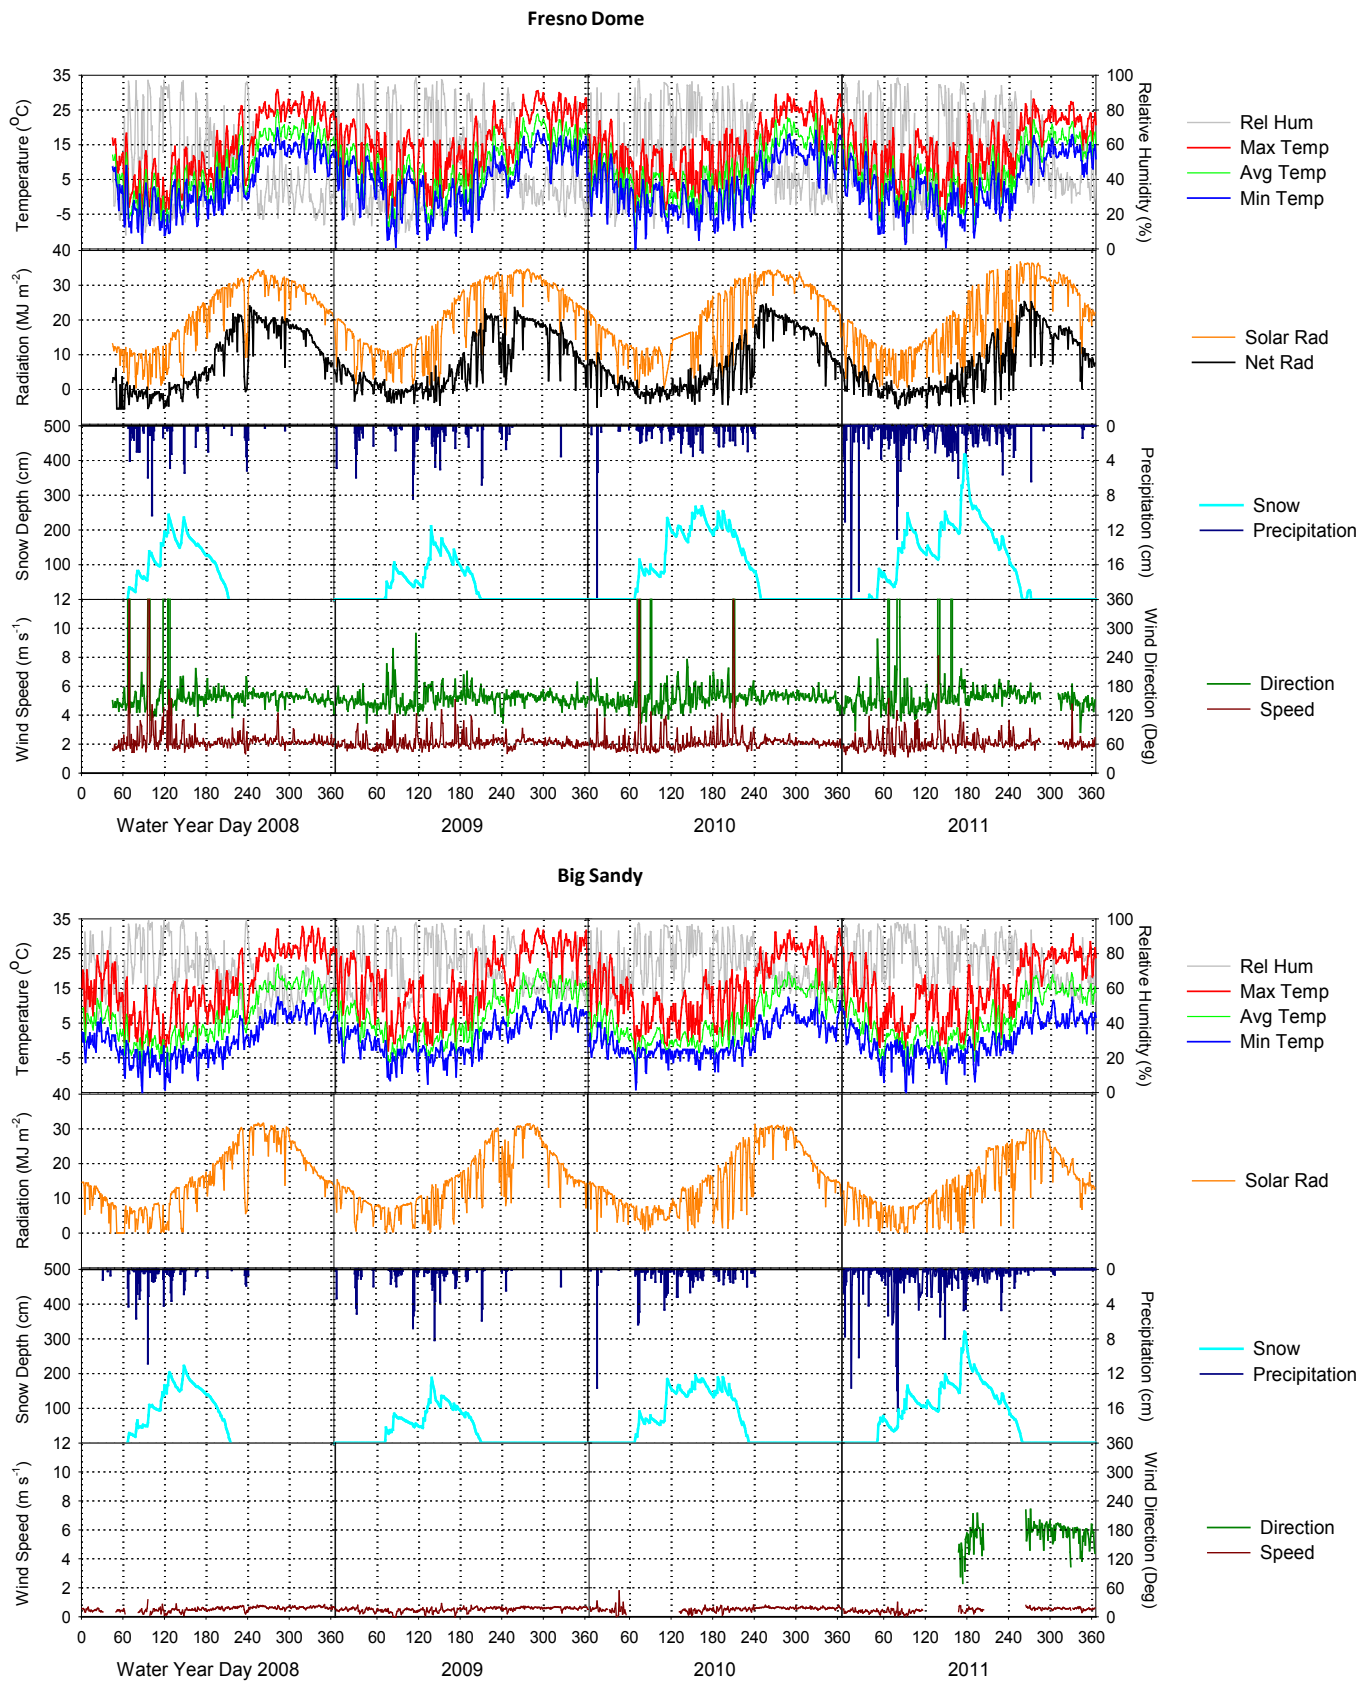 Fresno Dome
35
25
15
5
-5
Temperature (°C)
100
80
60
40
20
0
Relative Humidity (%)
Rel Hum
Max Temp
Avg Temp
Min Temp
40
30
20
10
0
Radiation (MJ m-2)
Solar Rad
Net Rad
500
400
300
200
100
Snow Depth (cm)
0
4
8
12
16
Precipitation (cm)
Snow
Precipitation
12
10
8
6
4
2
0
Wind Speed (m s-1)
360
300
240
180
120
60
0
Wind Direction (Deg)
Direction
Speed
0 60 120 180 240 300 360 60 120 180 240 300 360 60 120 180 240 300 360 60 120 180 240 300 360
Water Year Day 2008 2009 2010 2011
Big Sandy
35
25
15
5
-5
Temperature (°C)
100
80
60
40
20
0
Relative Humidity (%)
Rel Hum
Max Temp
Avg Temp
Min Temp
40
30
20
10
0
Radiation (MJ m-2)
Solar Rad
500
400
300
200
100
Snow Depth (cm)
0
4
8
12
16
Precipitation (cm)
Snow
Precipitation
12
10
8
6
4
2
0
Wind Speed (m s-1)
360
300
240
180
120
60
0
Wind Direction (Deg)
Direction
Speed
0 60 120 180 240 300 360 60 120 180 240 300 360 60 120 180 240 300 360 60 120 180 240 300 360
Water Year Day 2008 2009 2010 2011